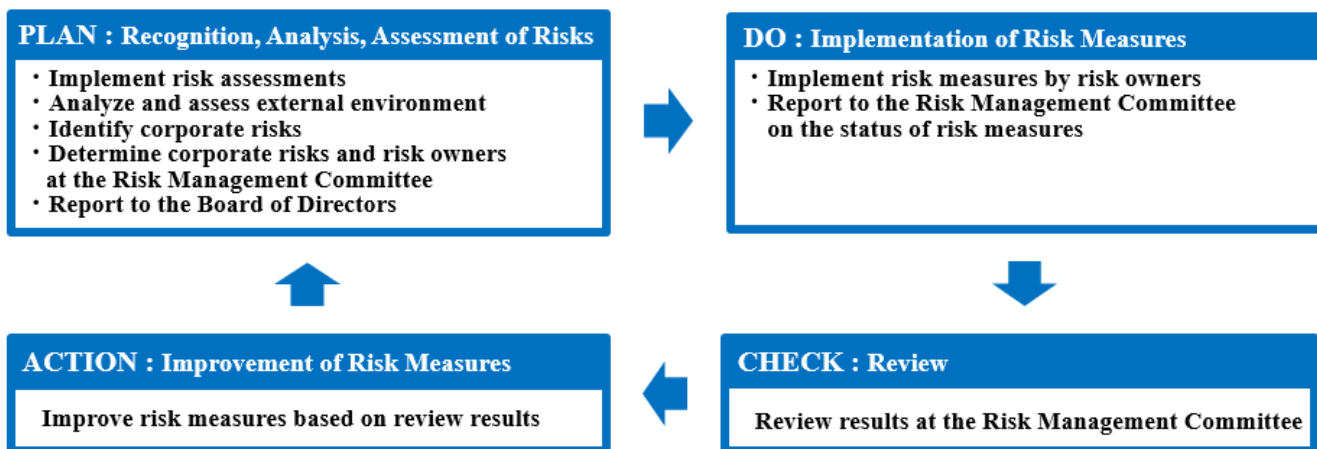 PLAN : Recognition, Analysis, Assessment of Risks
・Implement risk assessments
・Analyze and assess external environment
・Identify corporate risks
・Determine corporate risks and risk owners
at the Risk Management Committee
・Report to the Board of Directors
DO : Implementation of Risk Measures
・Implement risk measures by risk owners
・Report to the Risk Management Committee
on the status of risk measures
ACTION : Improvement of Risk Measures
Improve risk measures based on review results
CHECK : Review
Review results at the Risk Management Committee